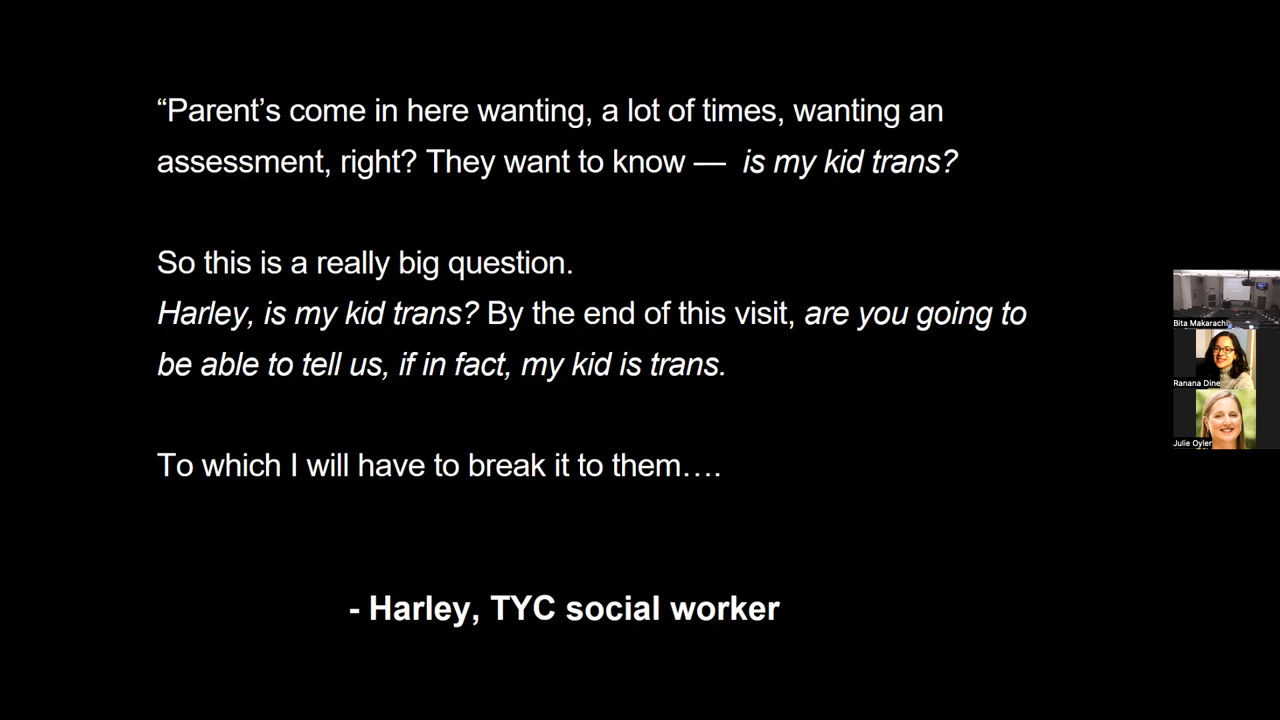 “Parent’s come in here wanting, a lot of times, wanting an
assessment, right? They want to know — is my kid trans?
So this is a really big question.
Harley, is my kid trans? By the end of this visit, are you going to
be able to tell us, if in fact, my kid is trans.
To which I will have to break it to them….
- Harley, TYC social worker
Bita Makarachi
Ranana Dine
Julie Oyler